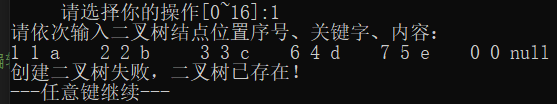 请选择你的操作[0~16]:1
请依次输入二叉树结点位置序号、关键字、内容:
1 1 a   2 2 b    3 3 c   6 4 d   7 5 e   0 0 null
创建二叉树失败，二叉树已存在!
---任意键继续---